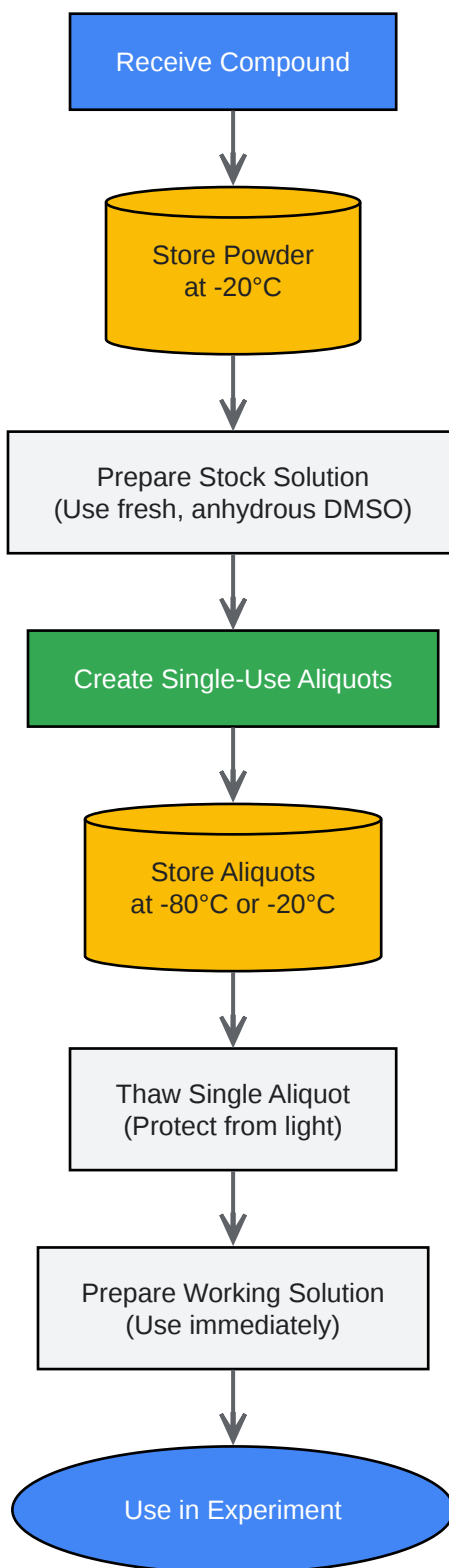 Receive Compound
Store Powder
at -20°C
Prepare Stock Solution
(Use fresh, anhydrous DMSO)
Create Single-Use Aliquots
Store Aliquots
at -80°C or -20°C
Thaw Single Aliquot
(Protect from light)
Prepare Working Solution
(Use immediately)
Use in Experiment